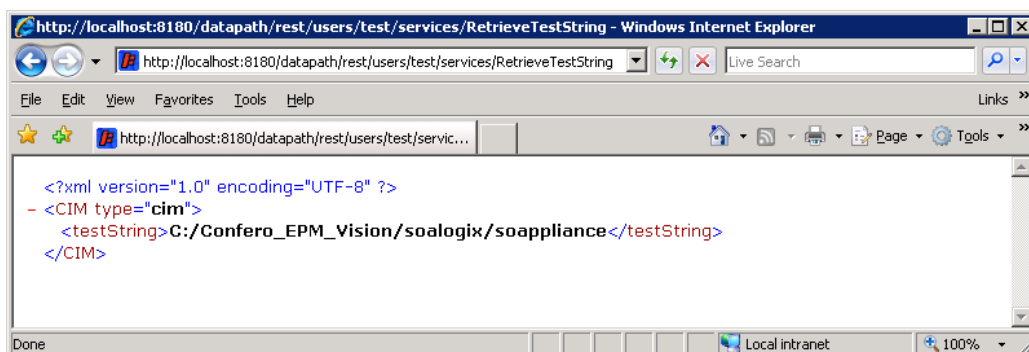 http://localhost:8180/datapath/rest/users/test/services/RetrieveTestString - Windows Internet Explorer
http://localhost:8180/datapath/rest/users/test/services/RetrieveTestString Live Search
File Edit View Favorites Tools Help Links »
http://localhost:8180/datapath/rest/users/test/servic... Page Tools »
<?xml version="1.0" encoding="UTF-8" ?>
- <CIM type="cim">
<testString>C:/Confero_EPM_Vision/soalogix/soappliance</testString>
</CIM>
Done Local intranet 100%